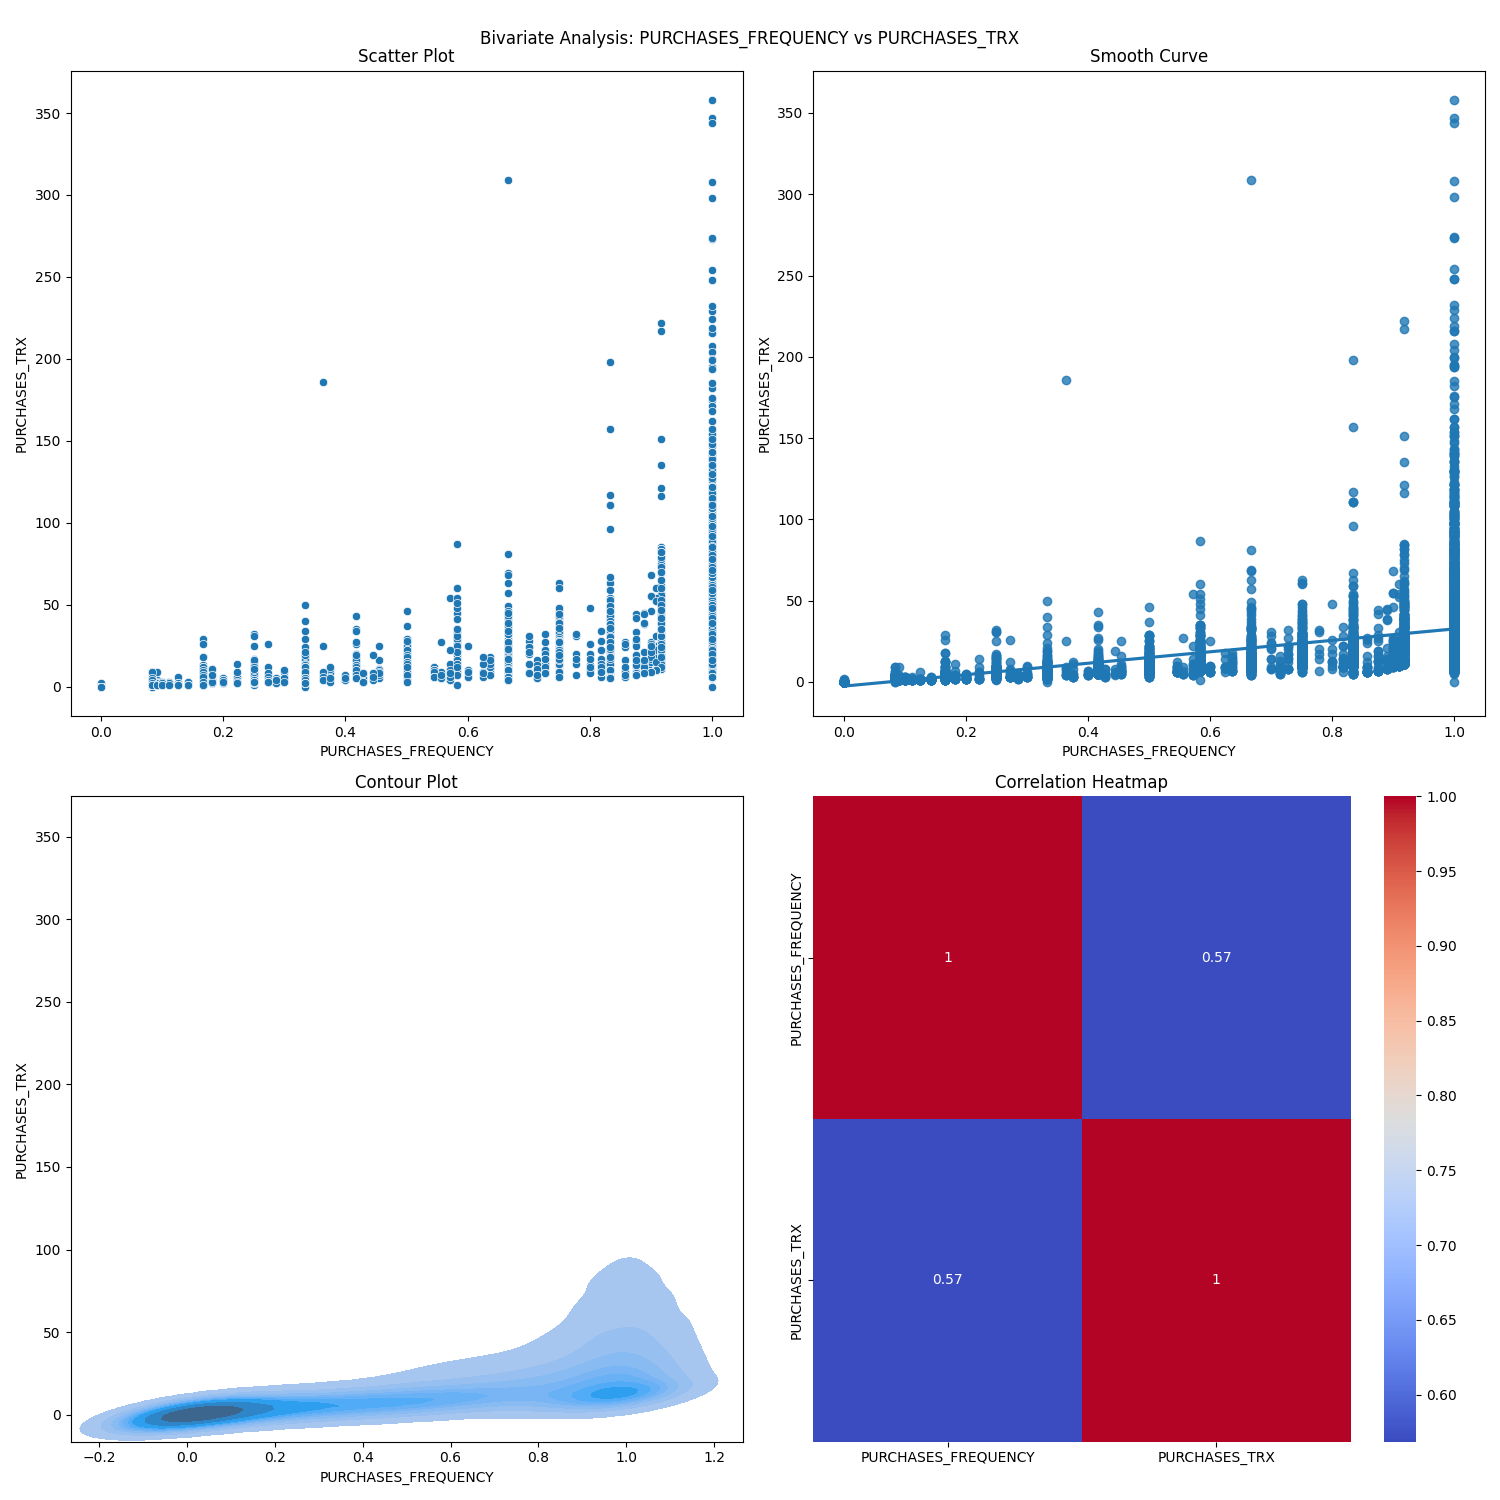 Bivariate Analysis: PURCHASES_FREQUENCY vs PURCHASES_TRX
Scatter Plot
350
300
250
200
150
100
50
0
PURCHASES_TRX
0.0 0.2 0.4 0.6 0.8 1.0
PURCHASES_FREQUENCY
Smooth Curve
350
300
250
200
150
100
50
0
PURCHASES_TRX
0.0 0.2 0.4 0.6 0.8 1.0
PURCHASES_FREQUENCY
Contour Plot
350
300
250
200
150
100
50
0
PURCHASES_TRX
−0.2 0.0 0.2 0.4 0.6 0.8 1.0 1.2
PURCHASES_FREQUENCY
Correlation Heatmap
PURCHASES_FREQUENCY
1 0.57
PURCHASES_TRX
0.57 1
PURCHASES_FREQUENCY PURCHASES_TRX
1.00
0.95
0.90
0.85
0.80
0.75
0.70
0.65
0.60